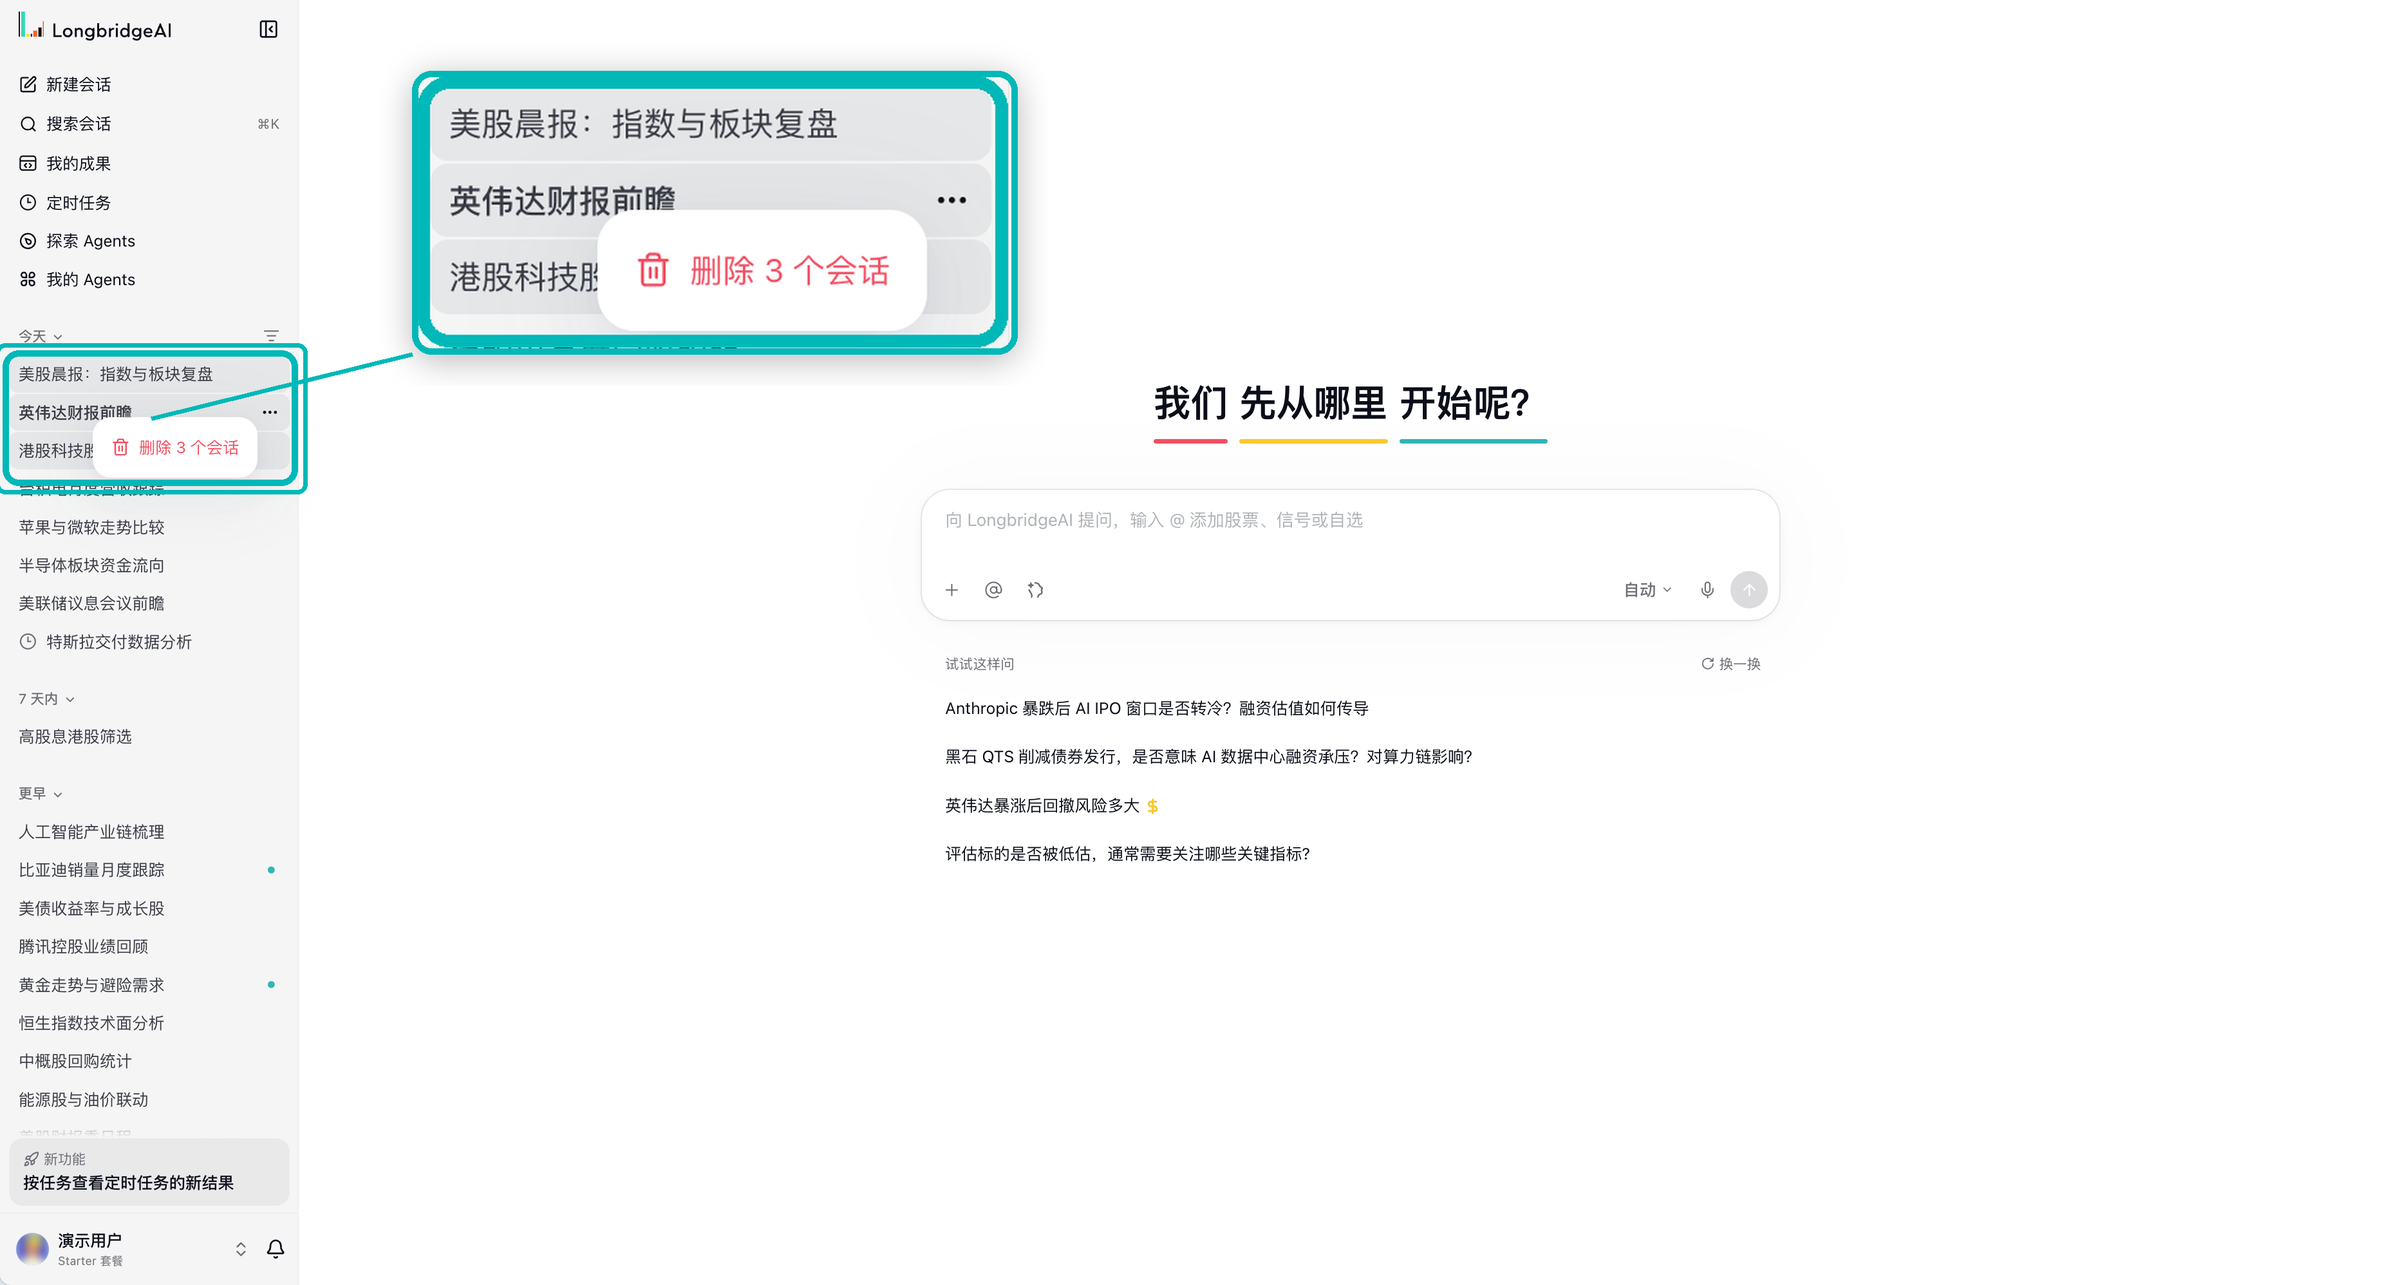 LongbridgeAI
新建会话
搜索会话 ⌘K
我的成果
定时任务
探索 Agents
我的 Agents
今天
美股晨报：指数与板块复盘
英伟达财报前瞻
港股科技股
删除 3 个会话
苹果与微软走势比较
半导体板块资金流向
美联储议息会议前瞻
特斯拉交付数据分析
7 天内
高股息港股筛选
更早
人工智能产业链梳理
比亚迪销量月度跟踪
美债收益率与成长股
腾讯控股业绩回顾
黄金走势与避险需求
恒生指数技术面分析
中概股回购统计
能源股与油价联动
新功能
按任务查看定时任务的新结果
演示用户
Starter 套餐
美股晨报：指数与板块复盘
英伟达财报前瞻
港股科技股
删除 3 个会话
我们 先从哪里 开始呢?
向 LongbridgeAI 提问，输入 @ 添加股票、信号或自选
自动
试试这样问
换一换
Anthropic 暴跌后 AI IPO 窗口是否转冷？融资估值如何传导
黑石 QTS 削减债券发行，是否意味 AI 数据中心融资承压？对算力链影响？
英伟达暴涨后回撤风险多大 💲
评估标的是否被低估，通常需要关注哪些关键指标?